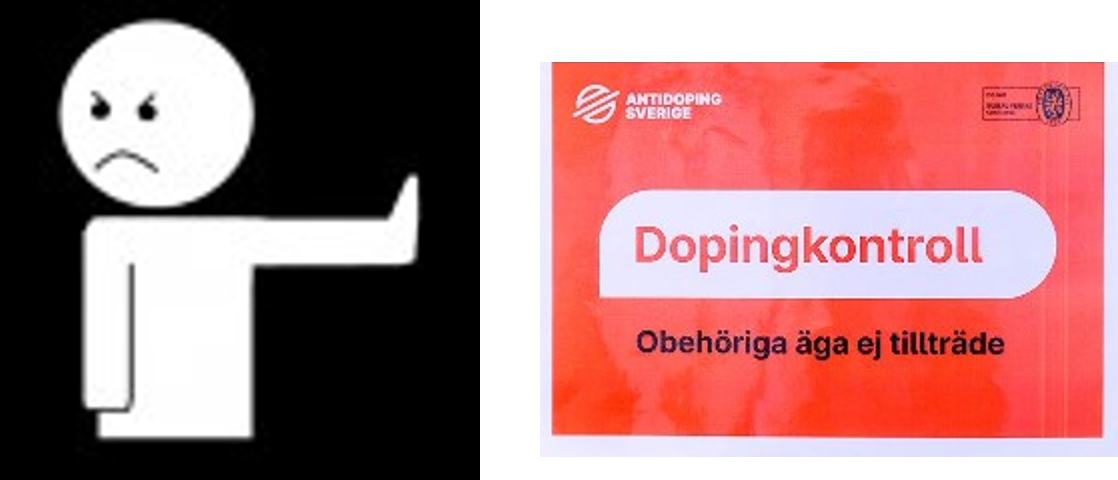 ANTIDOPING
SVERIGE
Dopingkontroll
Obehöriga äga ej tillträde